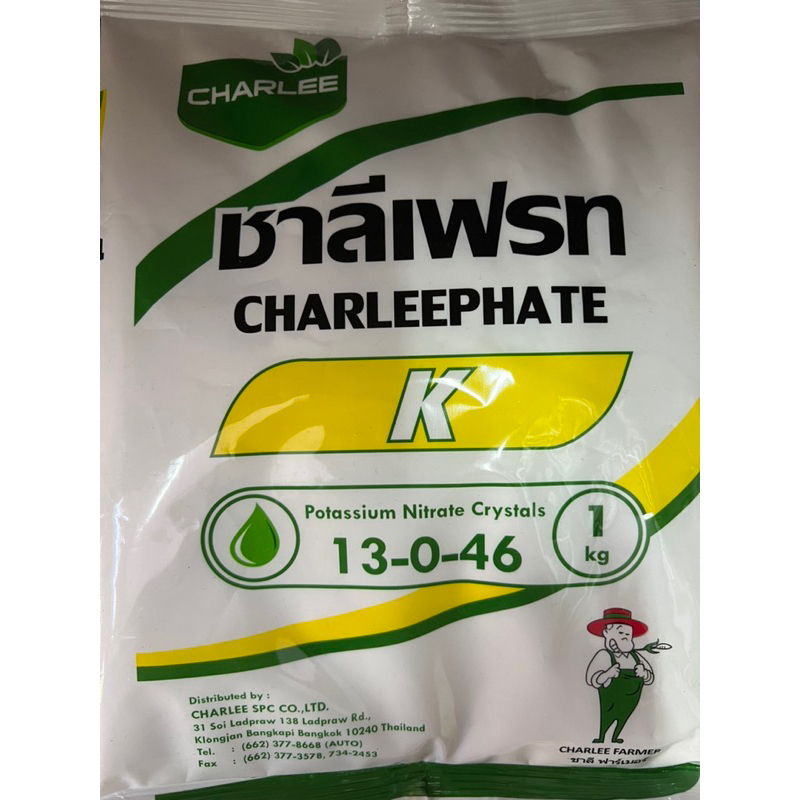 CHARLEE
ชาลีเฟรท
CHARLEEPHATE
K
Potassium Nitrate Crystals
13-0-46
1
kg
Distributed by :
CHARLEE SPC CO.,LTD.
31 Soi Ladpraw 138 Ladpraw Rd.,
Klongjan Bangkapi Bangkok 10240 Thailand
Tel. : (662) 377-8668 (AUTO)
Fax : (662) 377-3578, 734-2453
CHARLEE FARMER
ชาลี ฟาร์เมอร์